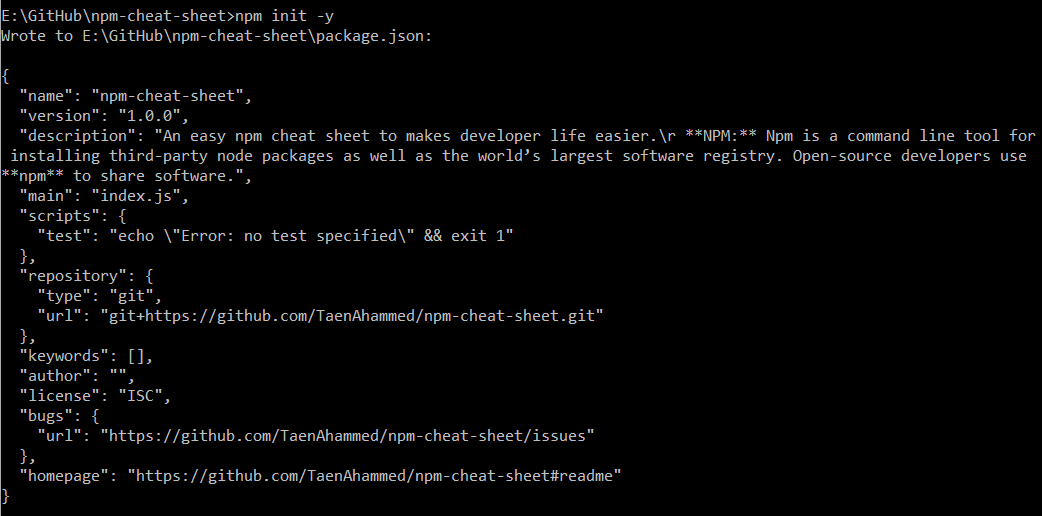 E:\GitHub\npm-cheat-sheet>npm init -y
Wrote to E:\GitHub\npm-cheat-sheet\package.json:

{
  "name": "npm-cheat-sheet",
  "version": "1.0.0",
  "description": "An easy npm cheat sheet to makes developer life easier.\r **NPM:** Npm is a command line tool for
 installing third-party node packages as well as the world’s largest software registry. Open-source developers use
**npm** to share software.",
  "main": "index.js",
  "scripts": {
    "test": "echo \"Error: no test specified\" && exit 1"
  },
  "repository": {
    "type": "git",
    "url": "git+https://github.com/TaenAhammed/npm-cheat-sheet.git"
  },
  "keywords": [],
  "author": "",
  "license": "ISC",
  "bugs": {
    "url": "https://github.com/TaenAhammed/npm-cheat-sheet/issues"
  },
  "homepage": "https://github.com/TaenAhammed/npm-cheat-sheet#readme"
}